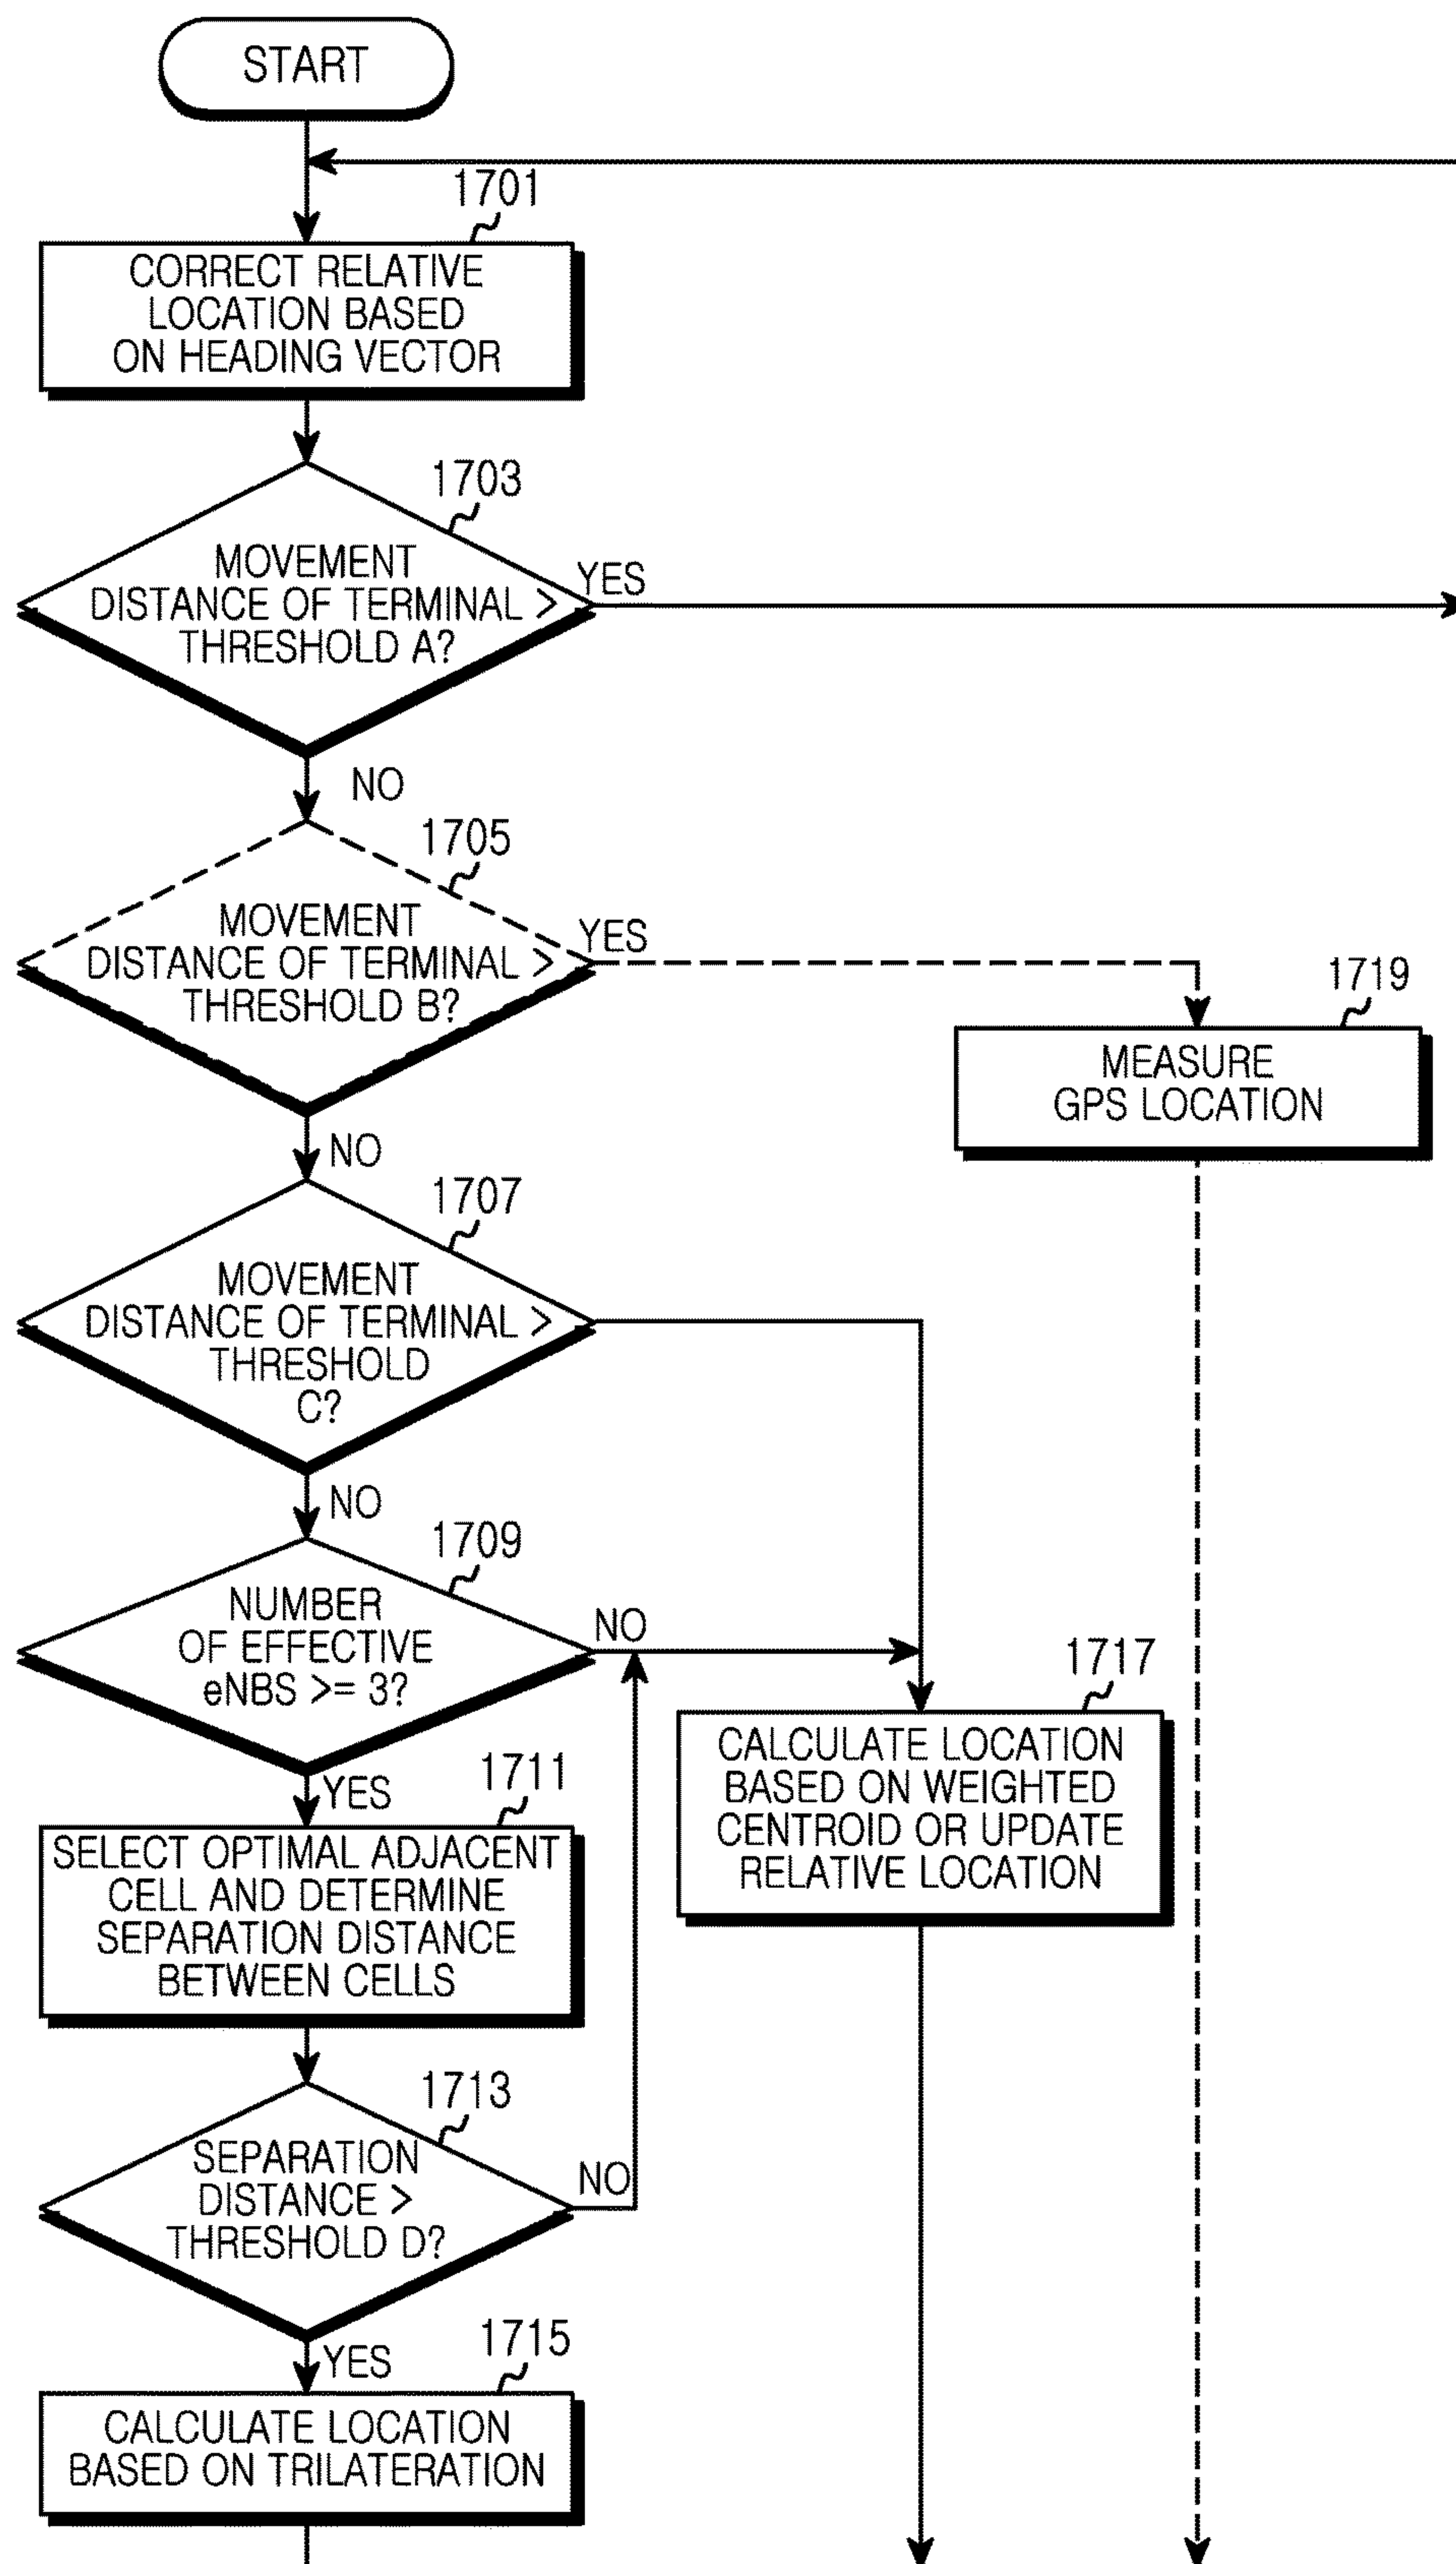 START
1701
CORRECT RELATIVE
LOCATION BASED
ON HEADING VECTOR
1703
MOVEMENT
DISTANCE OF TERMINAL >
THRESHOLD A?
YES
NO
1705
MOVEMENT
DISTANCE OF TERMINAL >
THRESHOLD B?
YES
1719
MEASURE
GPS LOCATION
NO
1707
MOVEMENT
DISTANCE OF TERMINAL >
THRESHOLD
C?
NO
1709
NUMBER
OF EFFECTIVE
eNBS >= 3?
NO
1717
CALCULATE LOCATION
BASED ON WEIGHTED
CENTROID OR UPDATE
RELATIVE LOCATION
YES
1711
SELECT OPTIMAL ADJACENT
CELL AND DETERMINE
SEPARATION DISTANCE
BETWEEN CELLS
1713
SEPARATION
DISTANCE >
THRESHOLD D?
NO
YES
1715
CALCULATE LOCATION
BASED ON TRILATERATION